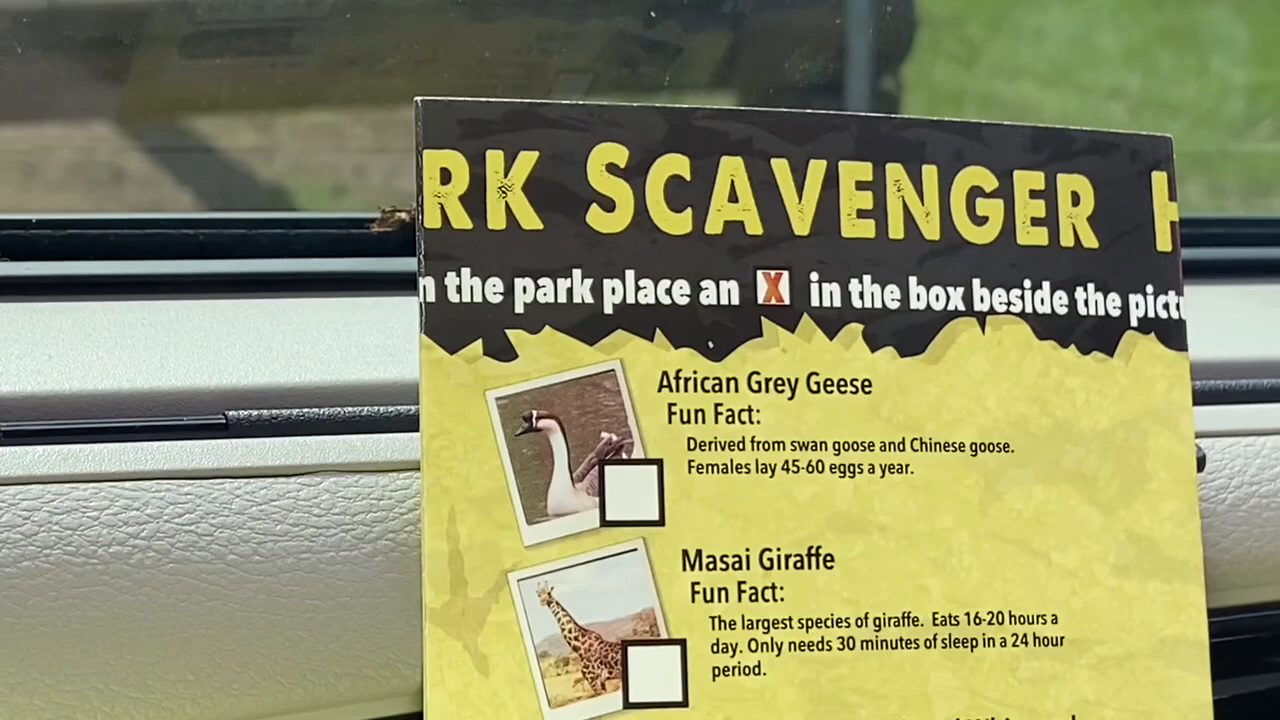 RK SCAVENGER H
n the park place an X in the box beside the pict
African Grey Geese
Fun Fact:
Derived from swan goose and Chinese goose.
Females lay 45-60 eggs a year.
Masai Giraffe
Fun Fact:
The largest species of giraffe. Eats 16-20 hours a
day. Only needs 30 minutes of sleep in a 24 hour
period.